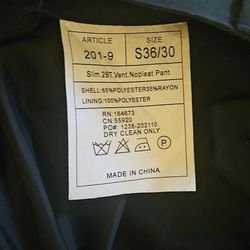 ARTICLE SIZE
201-9 S36/30
Slim.2BT.Vent.Nopleat Pant
SHELL:65%POLYESTER35%RAYON
LINING:100%POLYESTER
RN:164673
CN 55920
PO#: 1238-202110
DRY CLEAN ONLY
P
MADE IN CHINA